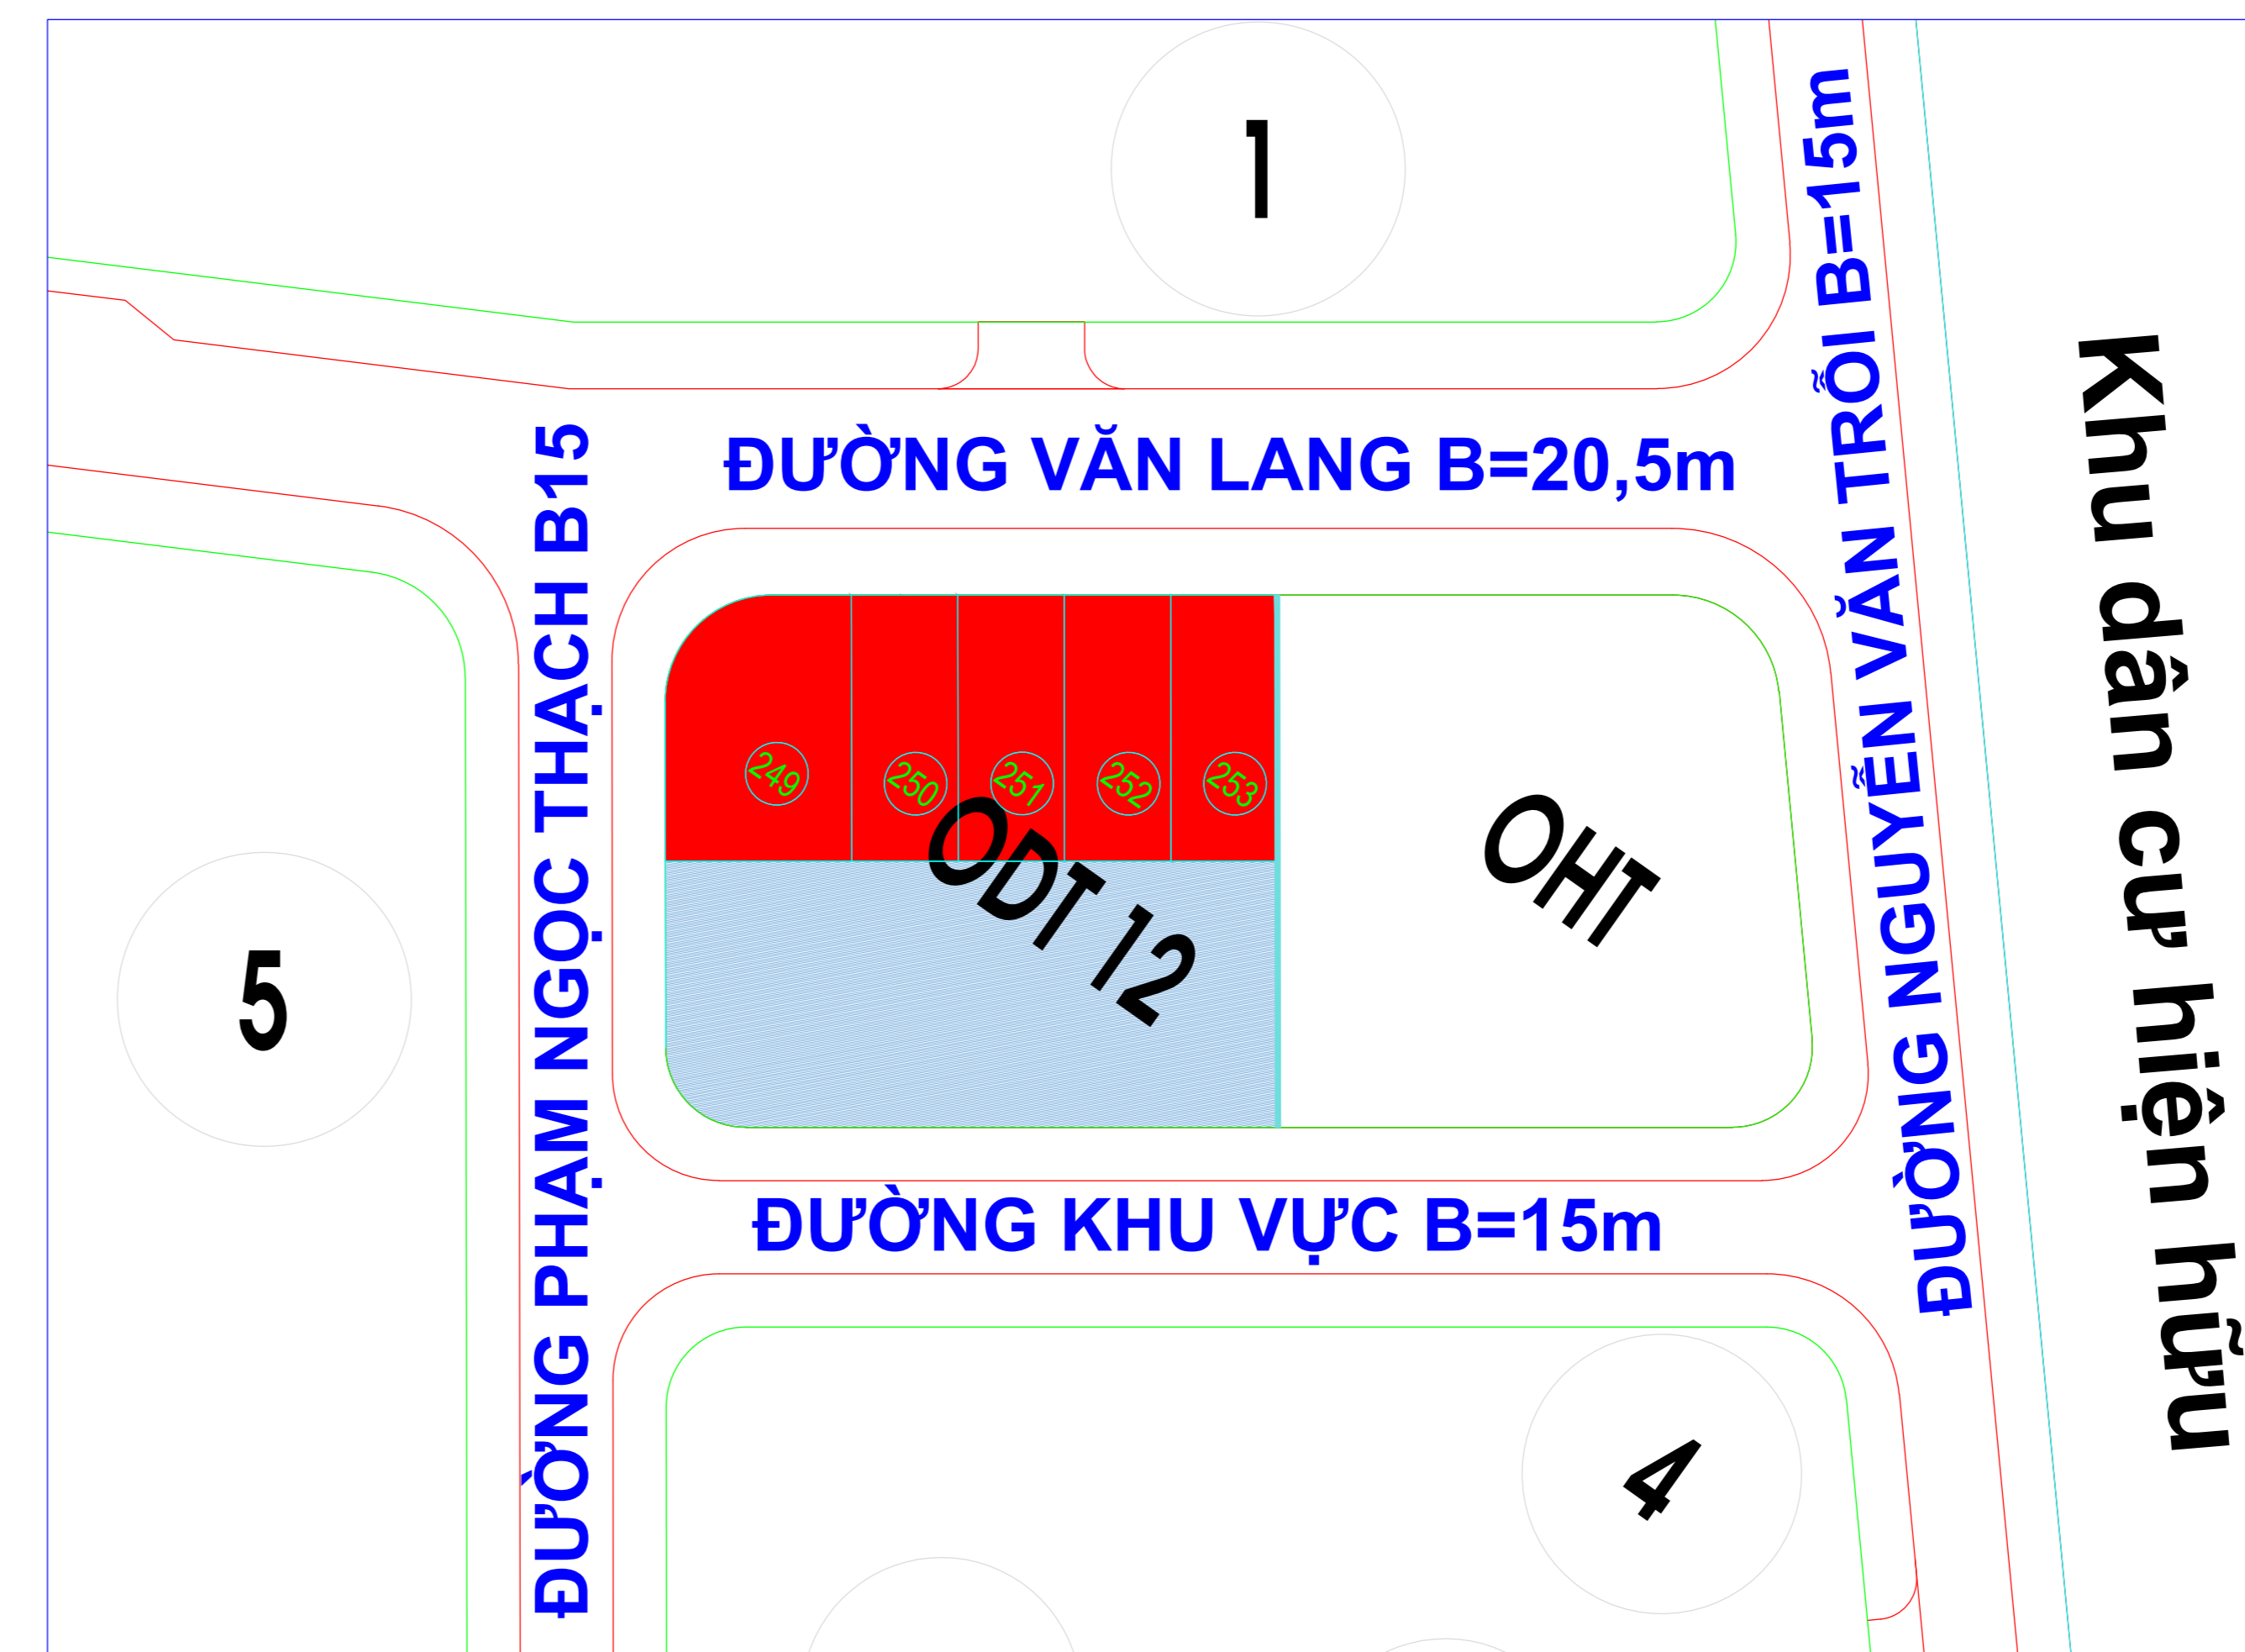 1
ĐƯỜNG VĂN LANG B=20,5m
ĐƯỜNG NGUYỄN VĂN TRỖI B=15m
Khu dân cư hiện hữu
ĐƯỜNG PHẠM NGỌC THẠCH B15
249
250
251
252
253
ODT 12
OHT
5
ĐƯỜNG KHU VỰC B=15m
4